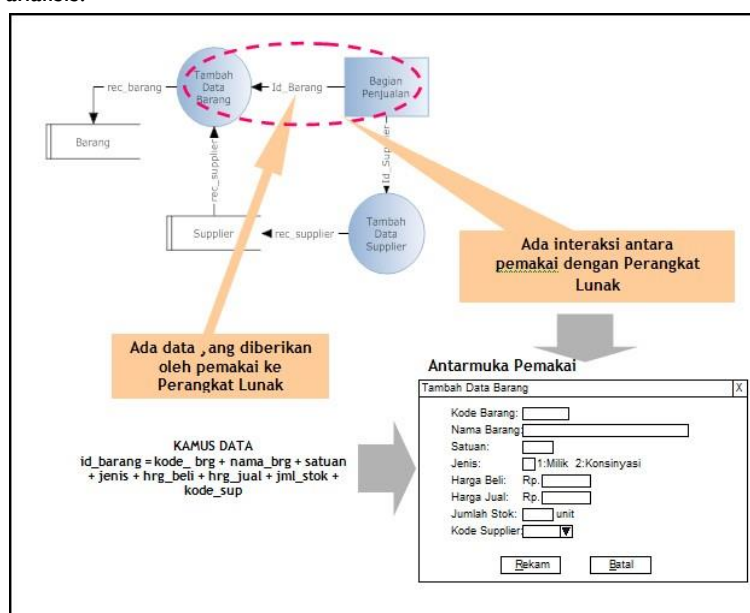 Tambah
Data
Barang
rec_barang
Id_Barang
Bagian
Penjualan
Barang
rec_supplier
Id_Supplier
Supplier
rec_supplier
Tambah
Data
Supplier
Ada interaksi antara
pemakai dengan Perangkat
Lunak
Ada data ,ang diberikan
oleh pemakai ke
Perangkat Lunak
Antarmuka Pemakai
Tambah Data Barang X
Kode Barang:
Nama Barang:
Satuan:
Jenis: 1:Milik 2:Konsinyasi
Harga Beli: Rp.
Harga Jual: Rp.
Jumlah Stok: unit
Kode Supplier:
Rekam Batal
KAMUS DATA
id_barang =kode_ brg + nama_brg + satuan
+ jenis + hrg_beli + hrg_jual + jml_stok +
kode_sup